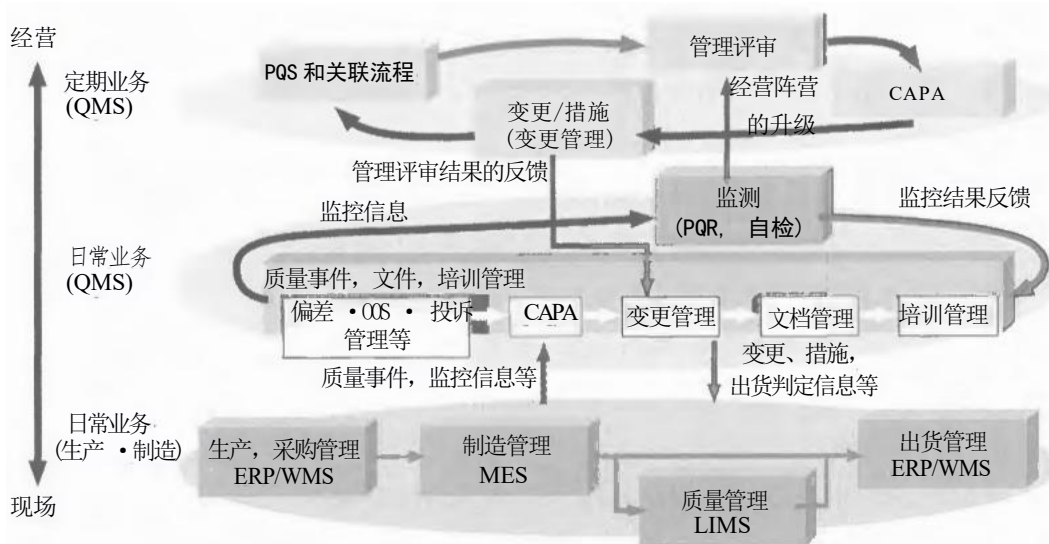 经营
管理评审
PQS 和关联流程
定期业务
(QMS)
经营阵营
的升级
CAPA
变更/措施
(变更管理)
管理评审结果的反馈
监控信息
监测
(PQR, 自检)
监控结果反馈
日常业务
(QMS)
质量事件, 文件, 培训管理
偏差 •OOS • 投诉
管理等
CAPA
变更管理
文档管理
培训管理
质量事件, 监控信息等
变更、措施,
出货判定信息等
日常业务
(生产 •制造)
生产, 采购管理
ERP/WMS
制造管理
MES
出货管理
ERP/WMS
质量管理
LIMS
现场